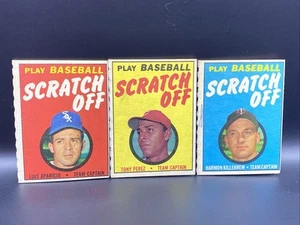 PLAY BASEBALL
SCRATCH
OFF
LUIS APARICIO • TEAM CAPTAIN
PLAY BASEBALL
SCRATCH
OFF
TONY PEREZ • TEAM CAPTAIN
PLAY BASEBALL
SCRATCH
OFF
HARMON KILLEBREW • TEAM CAPTAIN